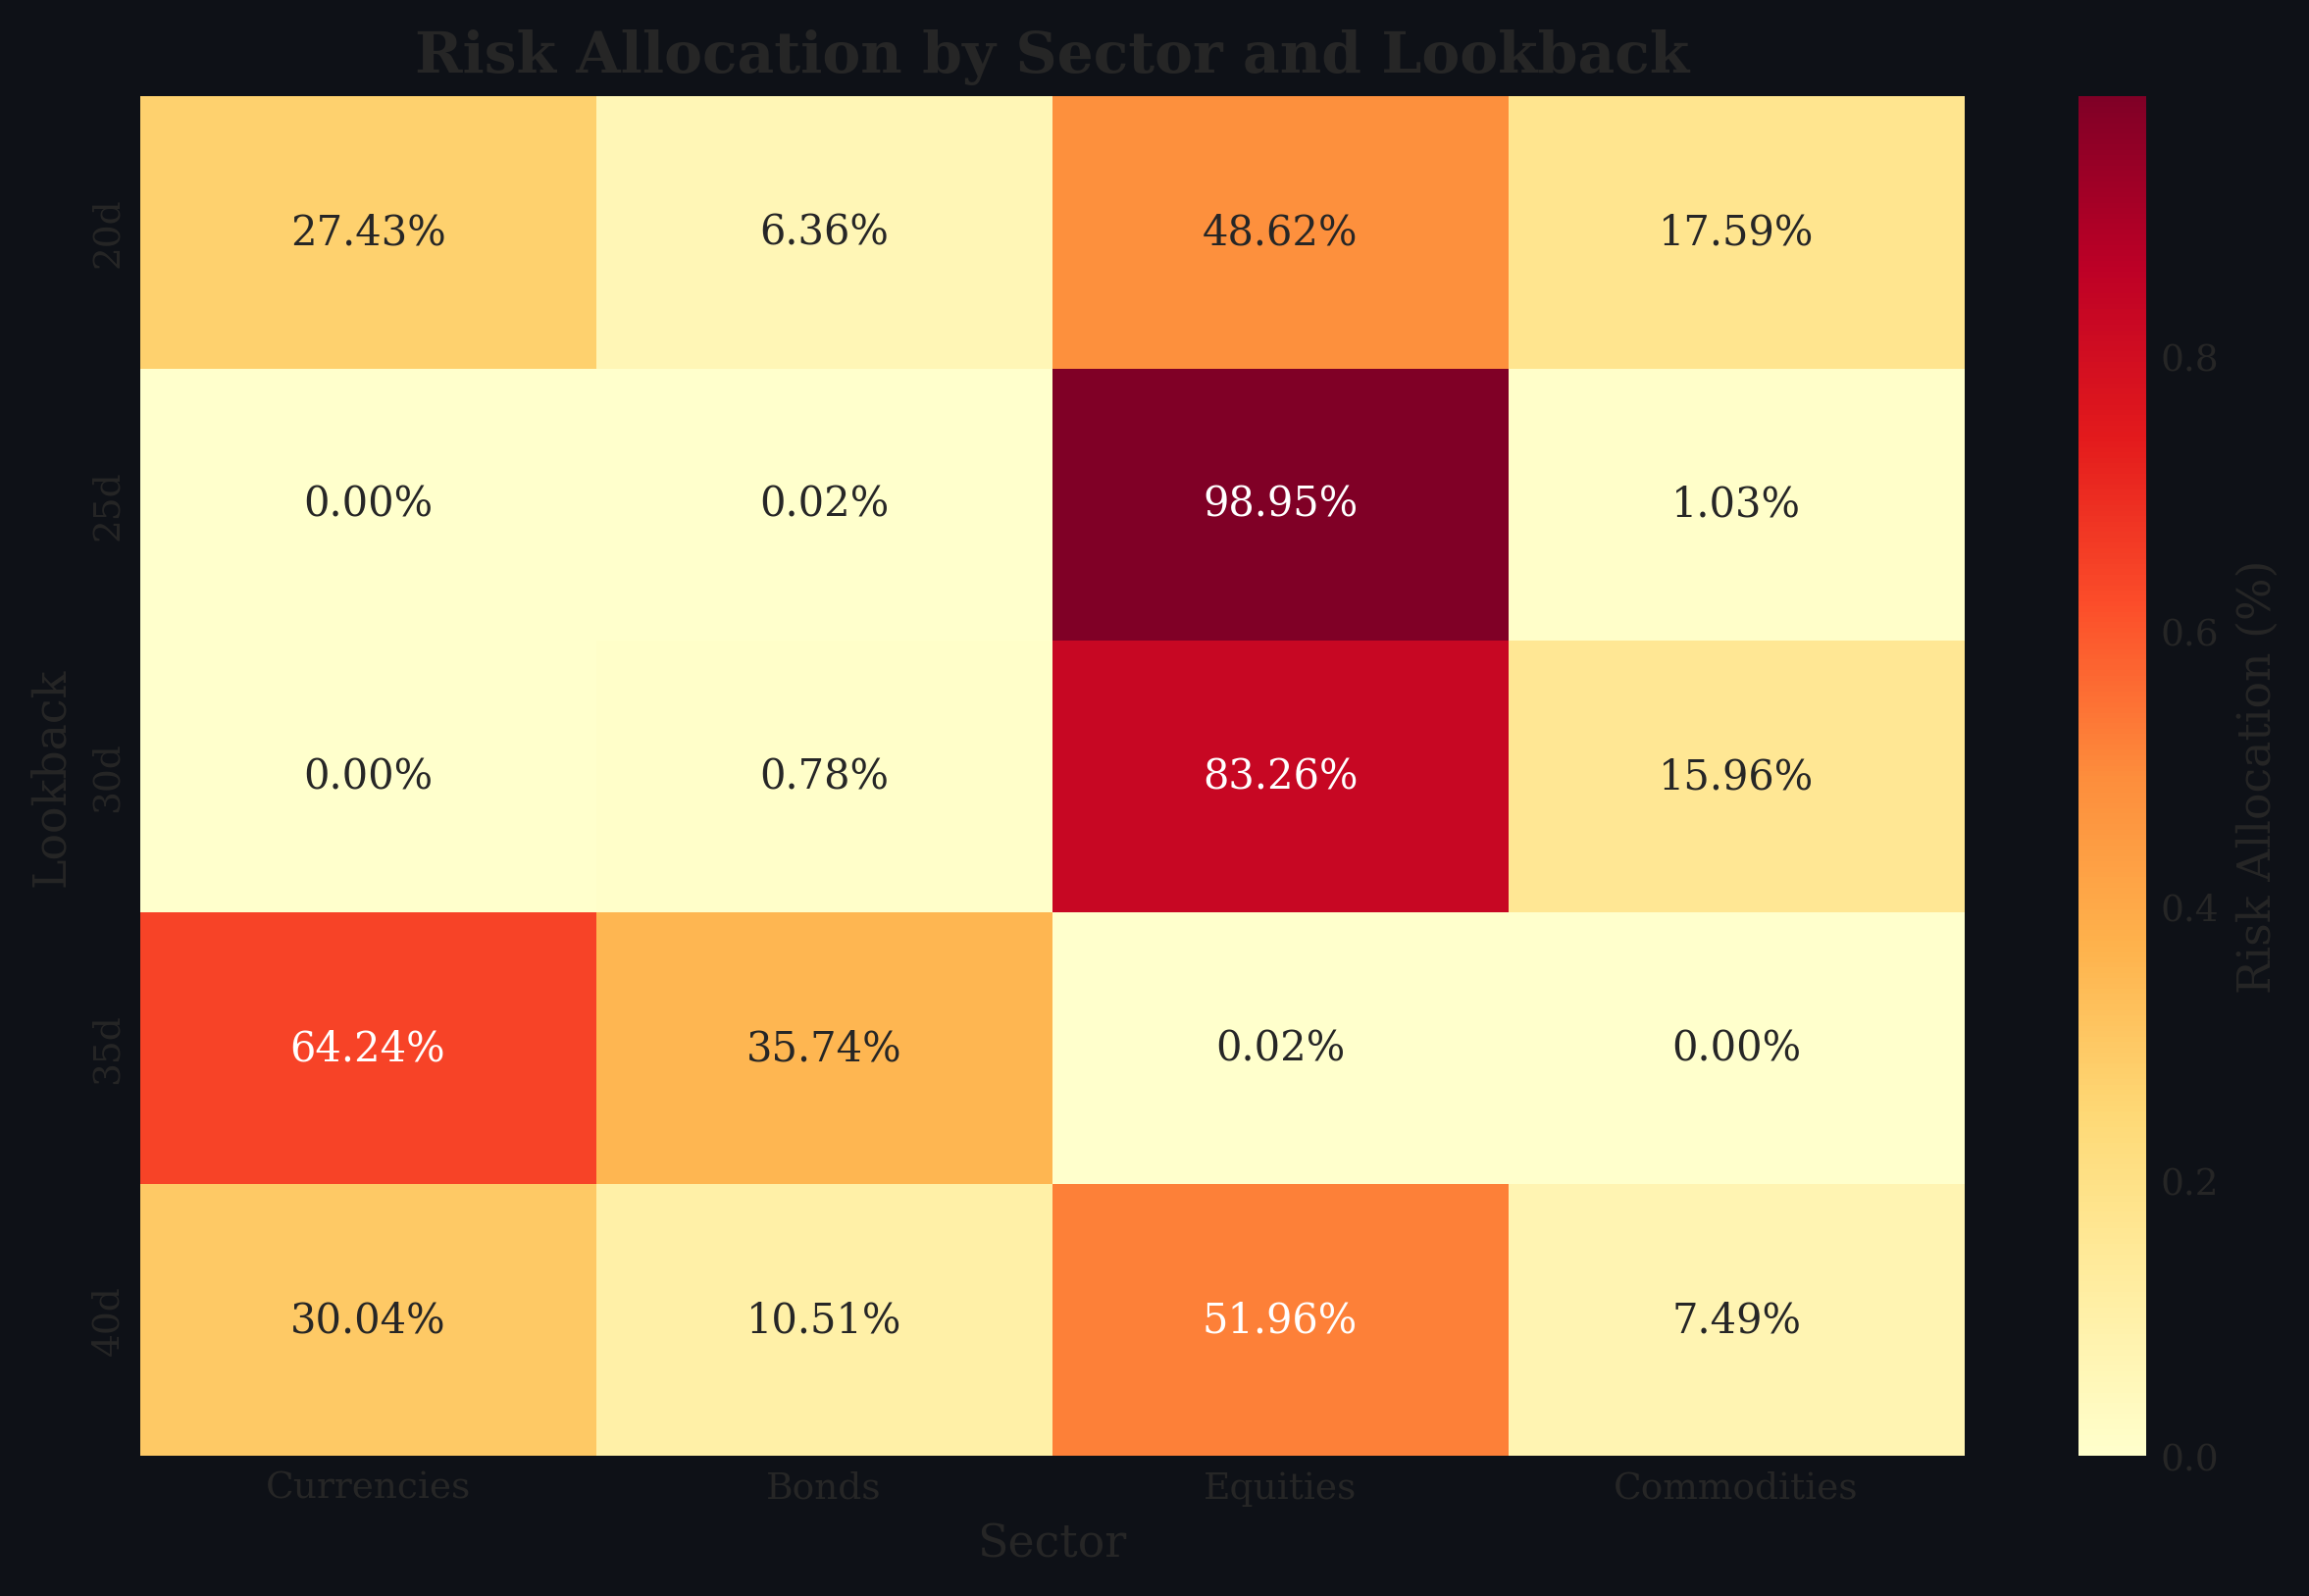 Risk Allocation by Sector and Lookback
20d 27.43% 6.36% 48.62% 17.59%
25d 0.00% 0.02% 98.95% 1.03%
30d 0.00% 0.78% 83.26% 15.96%
35d 64.24% 35.74% 0.02% 0.00%
40d 30.04% 10.51% 51.96% 7.49%
Currencies Bonds Equities Commodities
Sector
Lookback
0.8
0.6
0.4
0.2
0.0
Risk Allocation (%)